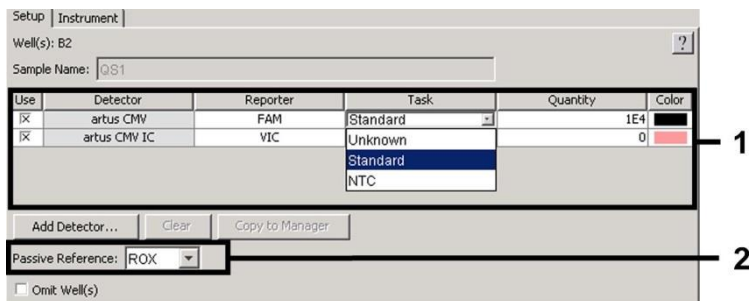 Setup Instrument
Well(s): B2
?
Sample Name: QS1
Use Detector Reporter Task Quantity Color
artus CMV FAM Standard 1E4
artus CMV IC VIC Unknown 0
Standard
NTC
1
Add Detector... Clear Copy to Manager
Passive Reference: ROX
2
Omit Well(s)